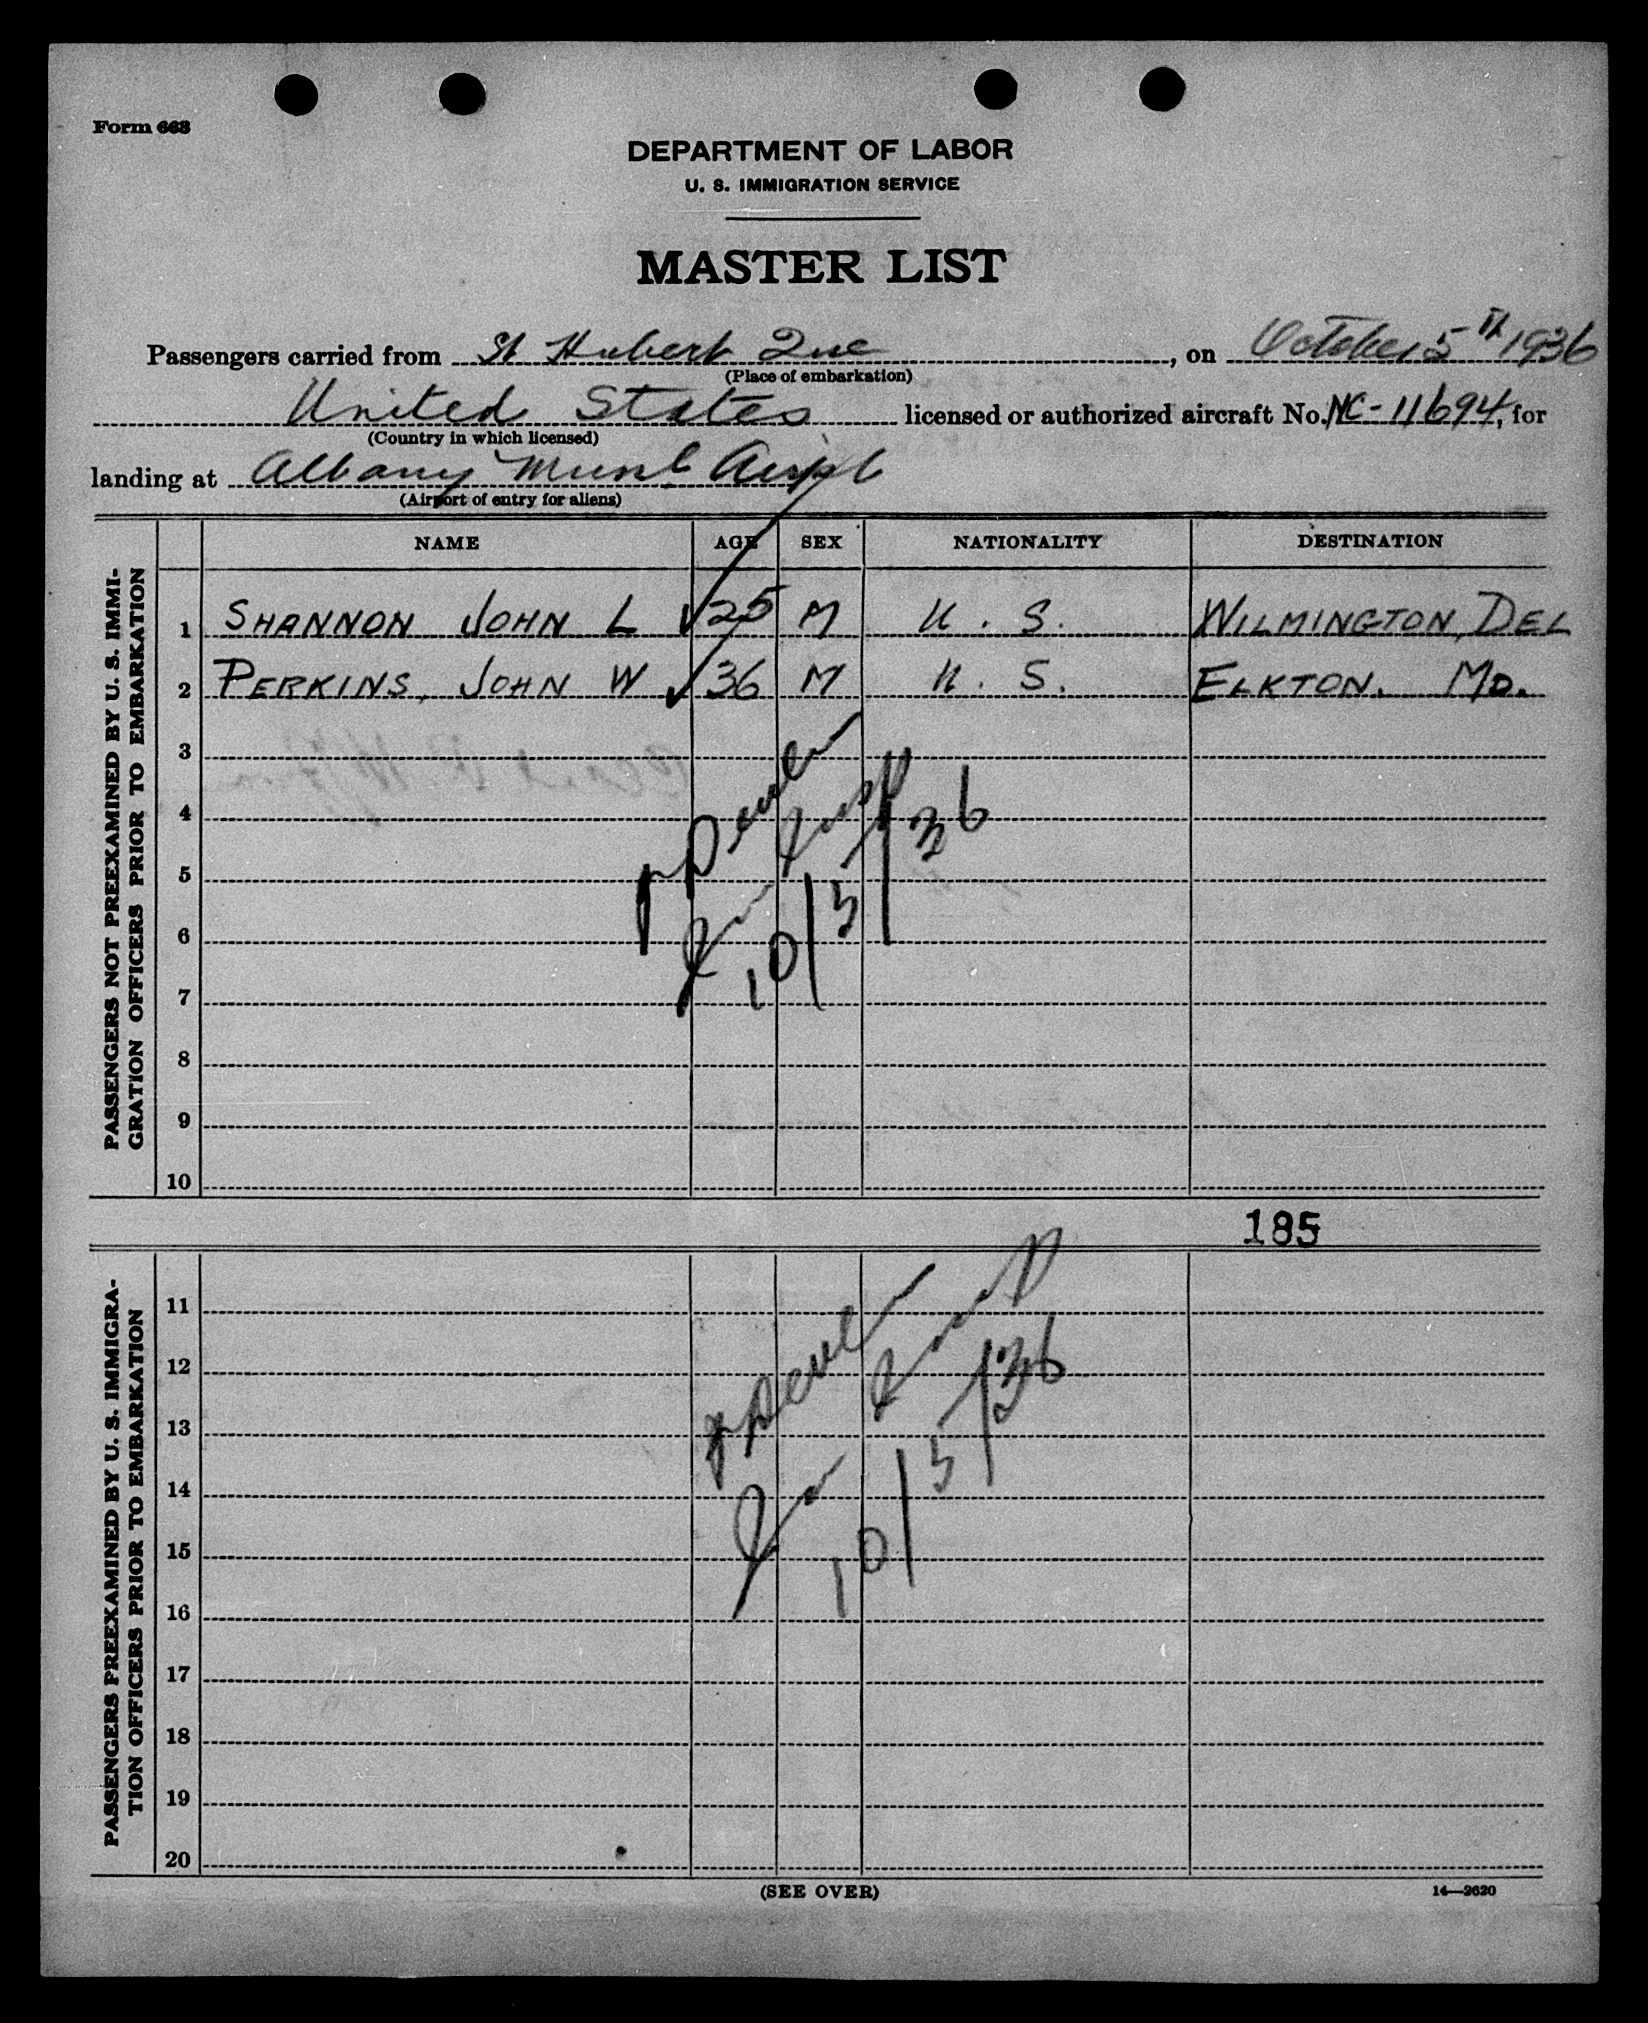 Form 663
DEPARTMENT OF LABOR
U. S. IMMIGRATION SERVICE
MASTER LIST
Passengers carried from St Hubert Que, on October 5th 1936
(Place of embarkation)
United States licensed or authorized aircraft No. NC-11694, for
(Country in which licensed)
landing at Albany Munl Airpt
(Airport of entry for aliens)
NAME AGE SEX NATIONALITY DESTINATION
PASSENGERS NOT PREEXAMINED BY U. S. IMMI-
GRATION OFFICERS PRIOR TO EMBARKATION
1 SHANNON JOHN L ✓ 25 M U. S. WILMINGTON, DEL
2 PERKINS, JOHN W ✓ 36 M U. S. ELKTON. MD.
3
4
5
6
7
8
9
10
10/5/36
185
PASSENGERS PREEXAMINED BY U. S. IMMIGRA-
TION OFFICERS PRIOR TO EMBARKATION
11
12
13
14
15
16
17
18
19
20
10/5/36
(SEE OVER)
14—2620